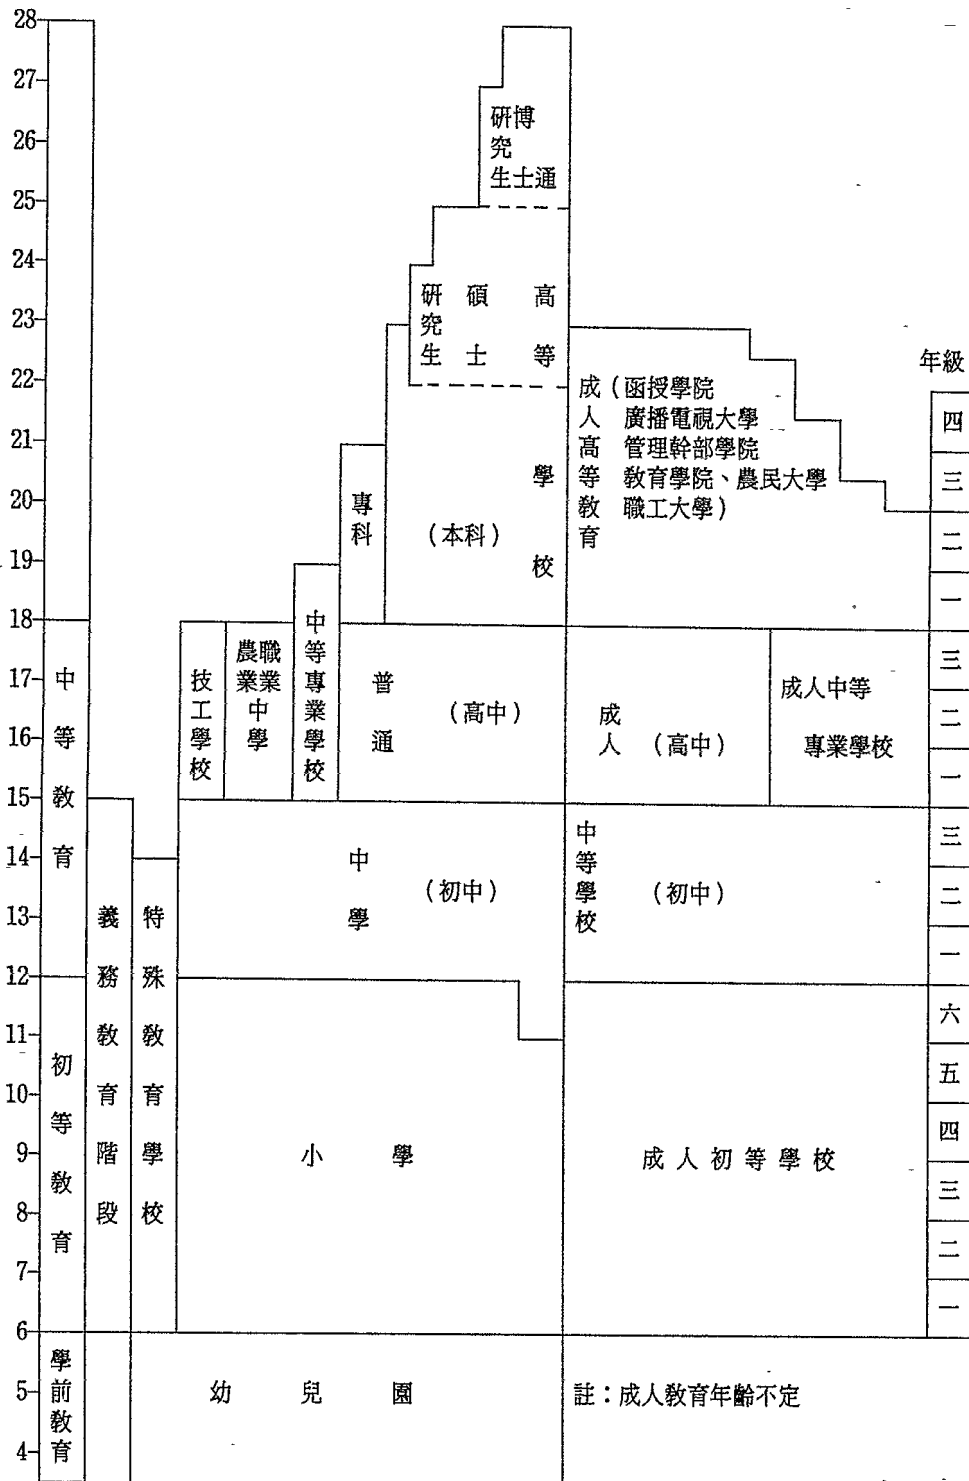 28
27
26
25
24
23
22
21
20
19
18
17
16
15
14
13
12
11
10
9
8
7
6
5
4
中等教育
初等教育
學前教育
義務教育階段
特殊教育學校
博士
研究生
碩士
研究生
普通高等學校
(本科)
專科
中等專業學校
職業中學
農業
技工學校
普通
(高中)
中學
(初中)
小學
幼兒園
成人高等教育
(函授學院
廣播電視大學
管理幹部學院
教育學院、農民大學
職工大學)
成人
(高中)
成人中等
專業學校
中等學校
(初中)
成人初等學校
註：成人教育年齡不定
年級
四
三
二
一
三
二
一
三
二
一
六
五
四
三
二
一